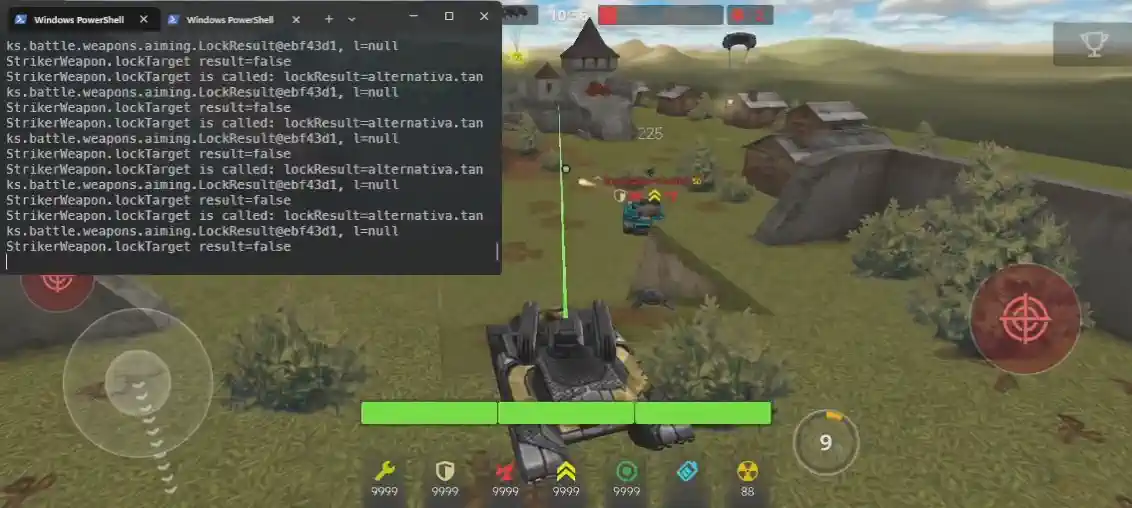 Windows PowerShell
Windows PowerShell
ks.battle.weapons.aiming.LockResult@ebf43d1, l=null
StrikerWeapon.lockTarget result=false
StrikerWeapon.lockTarget is called: lockResult=alternativa.tan
ks.battle.weapons.aiming.LockResult@ebf43d1, l=null
StrikerWeapon.lockTarget result=false
StrikerWeapon.lockTarget is called: lockResult=alternativa.tan
ks.battle.weapons.aiming.LockResult@ebf43d1, l=null
StrikerWeapon.lockTarget result=false
StrikerWeapon.lockTarget is called: lockResult=alternativa.tan
ks.battle.weapons.aiming.LockResult@ebf43d1, l=null
StrikerWeapon.lockTarget result=false
StrikerWeapon.lockTarget is called: lockResult=alternativa.tan
ks.battle.weapons.aiming.LockResult@ebf43d1, l=null
StrikerWeapon.lockTarget result=false
225
9
9999
9999
9999
9999
9999
88